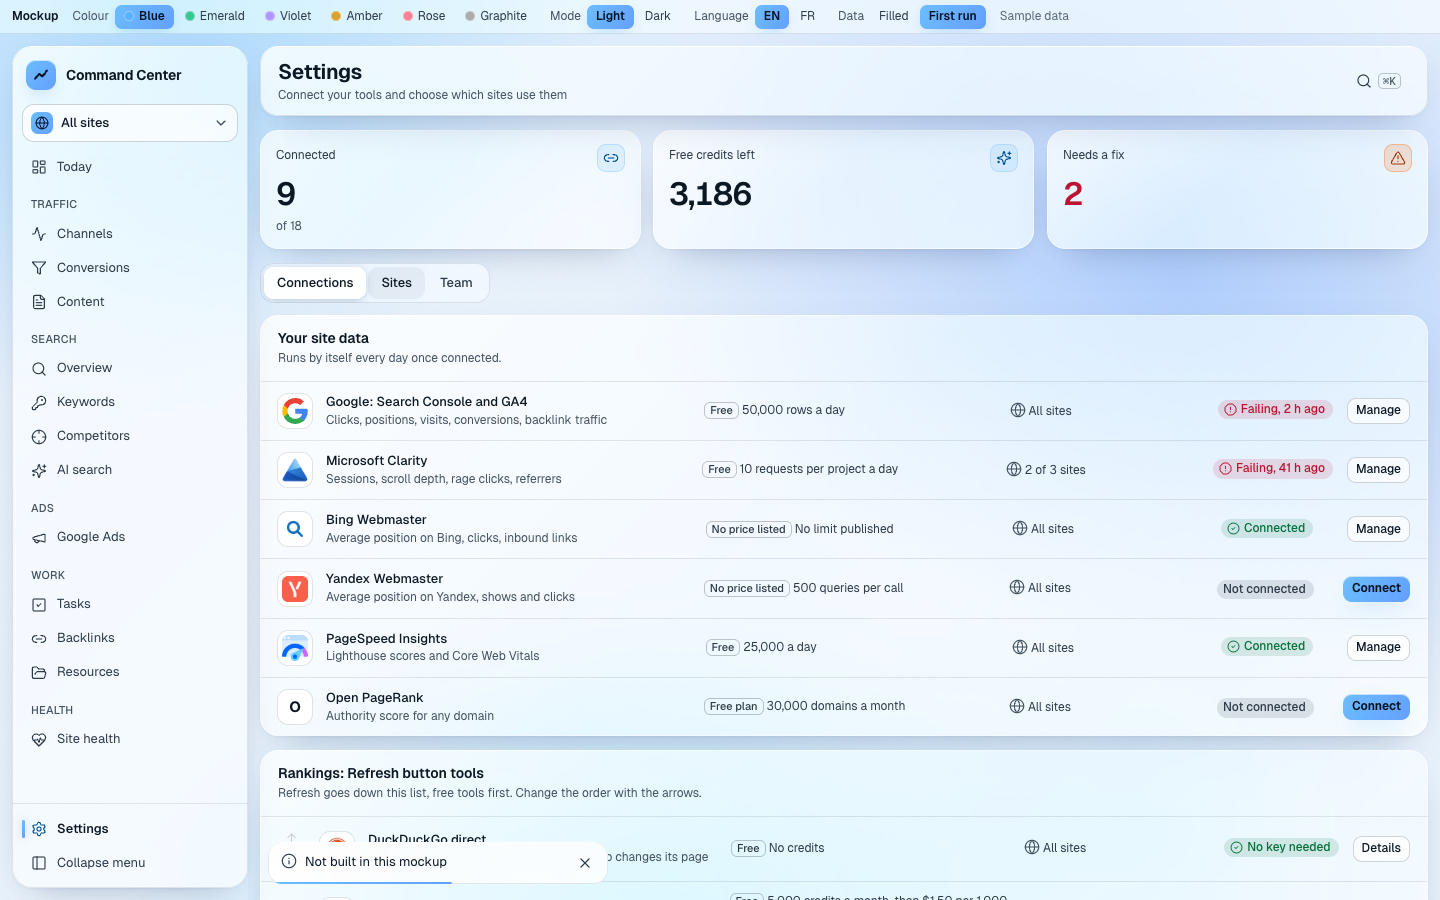 Mockup Colour Blue Emerald Violet Amber Rose Graphite Mode Light Dark Language EN FR Data Filled First run Sample data
Command Center
All sites
Today
TRAFFIC
Channels
Conversions
Content
SEARCH
Overview
Keywords
Competitors
AI search
ADS
Google Ads
WORK
Tasks
Backlinks
Resources
HEALTH
Site health
Settings
Collapse menu
Settings
Connect your tools and choose which sites use them
⌘K
Connected
9
of 18
Free credits left
3,186
Needs a fix
2
Connections Sites Team
Your site data
Runs by itself every day once connected.
Google: Search Console and GA4
Clicks, positions, visits, conversions, backlink traffic
Free 50,000 rows a day
All sites
Failing, 2 h ago
Manage
Microsoft Clarity
Sessions, scroll depth, rage clicks, referrers
Free 10 requests per project a day
2 of 3 sites
Failing, 41 h ago
Manage
Bing Webmaster
Average position on Bing, clicks, inbound links
No price listed No limit published
All sites
Connected
Manage
Yandex Webmaster
Average position on Yandex, shows and clicks
No price listed 500 queries per call
All sites
Not connected
Connect
PageSpeed Insights
Lighthouse scores and Core Web Vitals
Free 25,000 a day
All sites
Connected
Manage
O
Open PageRank
Authority score for any domain
Free plan 30,000 domains a month
All sites
Not connected
Connect
Rankings: Refresh button tools
Refresh goes down this list, free tools first. Change the order with the arrows.
DuckDuckGo direct
changes its page
Free No credits
All sites
No key needed
Details
Not built in this mockup
Free 5,000 credits a month, then $1.50 per 1,000